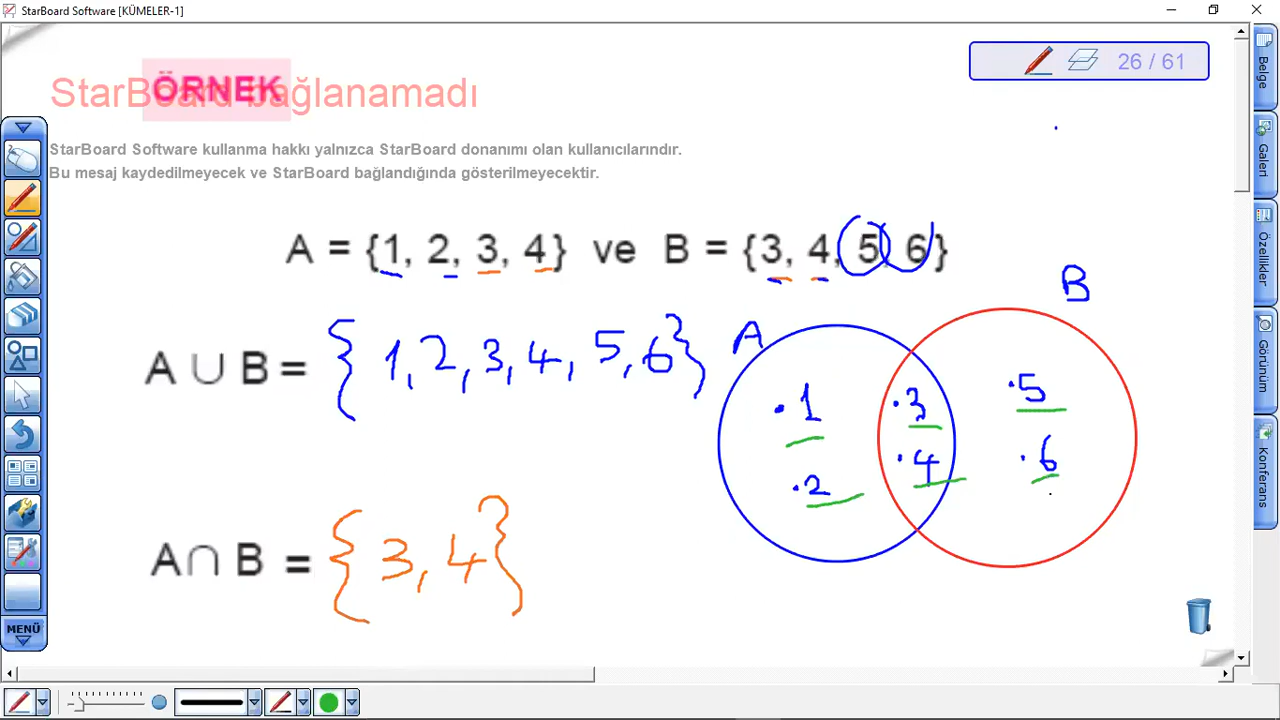 StarBoard Software [KÜMELER-1]
26 / 61
ÖRNEK
StarBoard bağlanamadı
StarBoard Software kullanma hakkı yalnızca StarBoard donanımı olan kullanıcılarındır.
Bu mesaj kaydedilmeyecek ve StarBoard bağlandığında gösterilmeyecektir.
A = {1, 2, 3, 4} ve B = {3, 4, 5, 6}
A ∪ B = {1, 2, 3, 4, 5, 6}
A ∩ B = {3, 4}
A
B
.1
.2
.3
.4
.5
.6
Belge
Galeri
Özellikler
Görünüm
Konferans
MENÜ